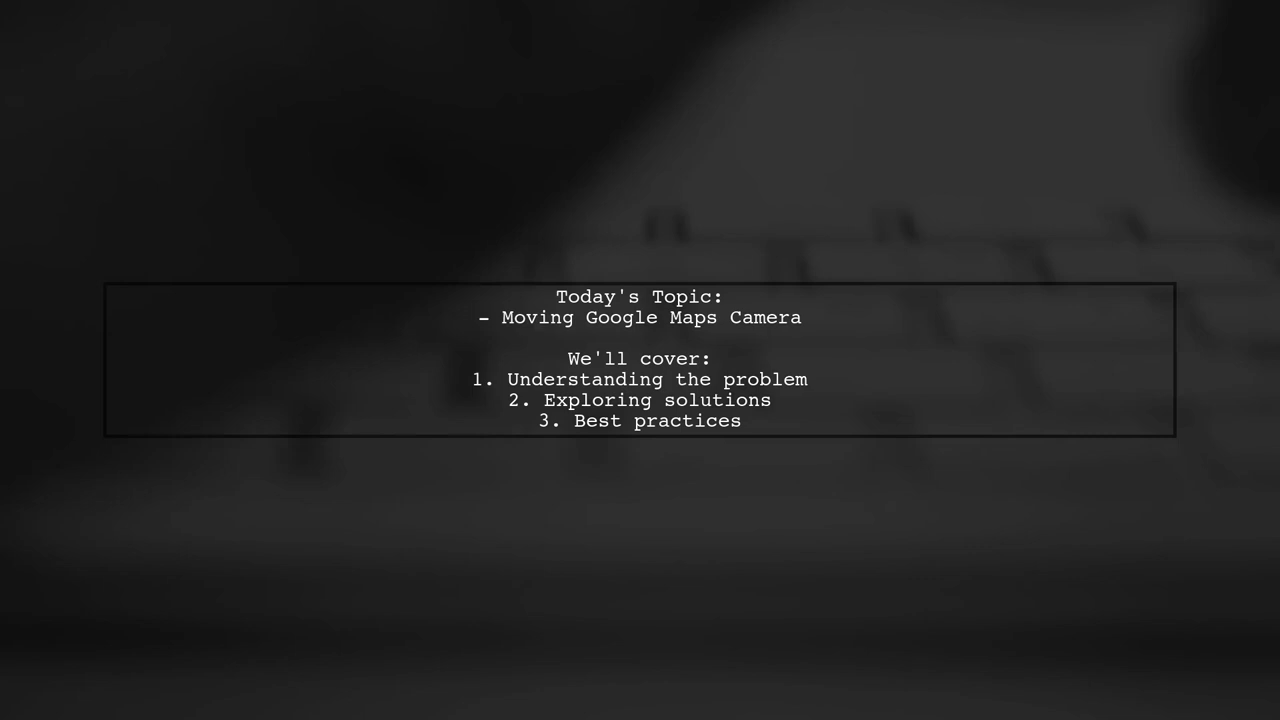 Today's Topic:
- Moving Google Maps Camera
We'll cover:
1. Understanding the problem
2. Exploring solutions
3. Best practices